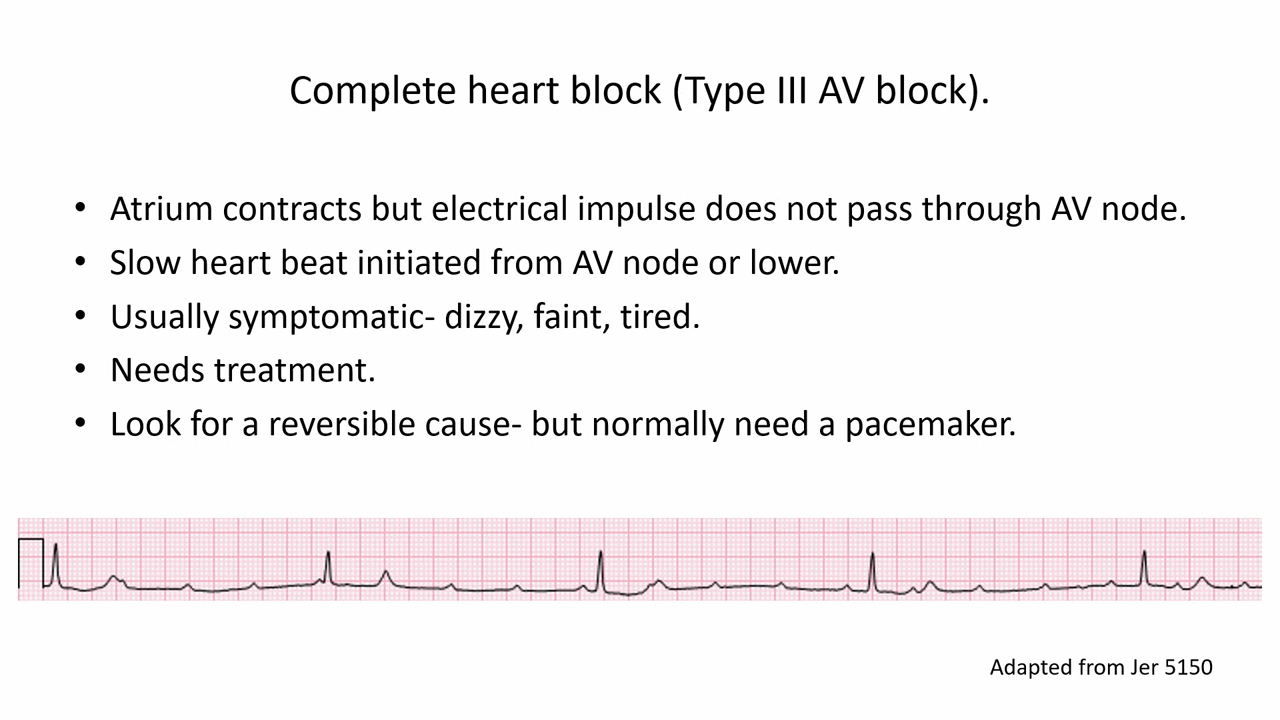 Complete heart block (Type III AV block).
• Atrium contracts but electrical impulse does not pass through AV node.
• Slow heart beat initiated from AV node or lower.
• Usually symptomatic- dizzy, faint, tired.
• Needs treatment.
• Look for a reversible cause- but normally need a pacemaker.
Adapted from Jer 5150